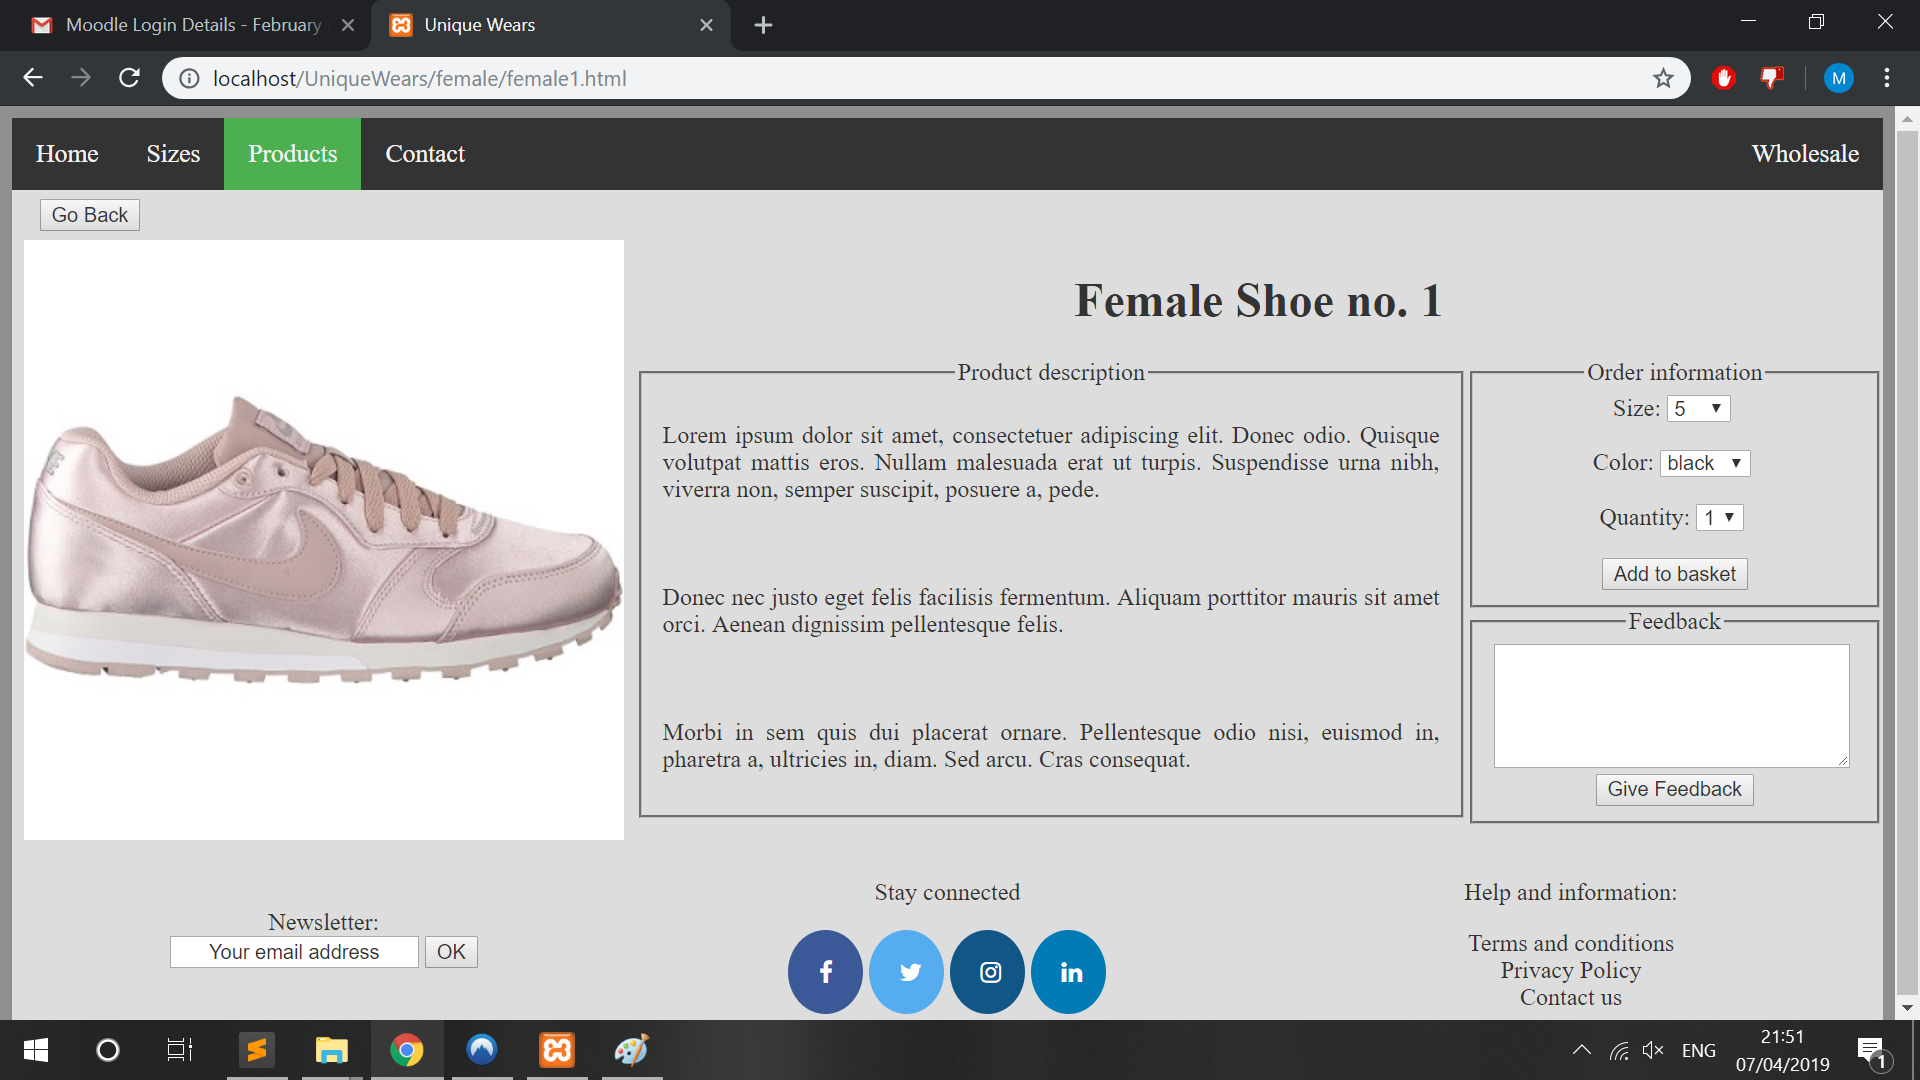 Moodle Login Details - February
Unique Wears
localhost/UniqueWears/female/female1.html
M
Home
Sizes
Products
Contact
Wholesale
Go Back
Female Shoe no. 1
Product description
Lorem ipsum dolor sit amet, consectetuer adipiscing elit. Donec odio. Quisque
volutpat mattis eros. Nullam malesuada erat ut turpis. Suspendisse urna nibh,
viverra non, semper suscipit, posuere a, pede.
Donec nec justo eget felis facilisis fermentum. Aliquam porttitor mauris sit amet
orci. Aenean dignissim pellentesque felis.
Morbi in sem quis dui placerat ornare. Pellentesque odio nisi, euismod in,
pharetra a, ultricies in, diam. Sed arcu. Cras consequat.
Order information
Size: 5
Color: black
Quantity: 1
Add to basket
Feedback
Give Feedback
Newsletter:
Your email address OK
Stay connected
f
in
Help and information:
Terms and conditions
Privacy Policy
Contact us
ENG
21:51
07/04/2019
1